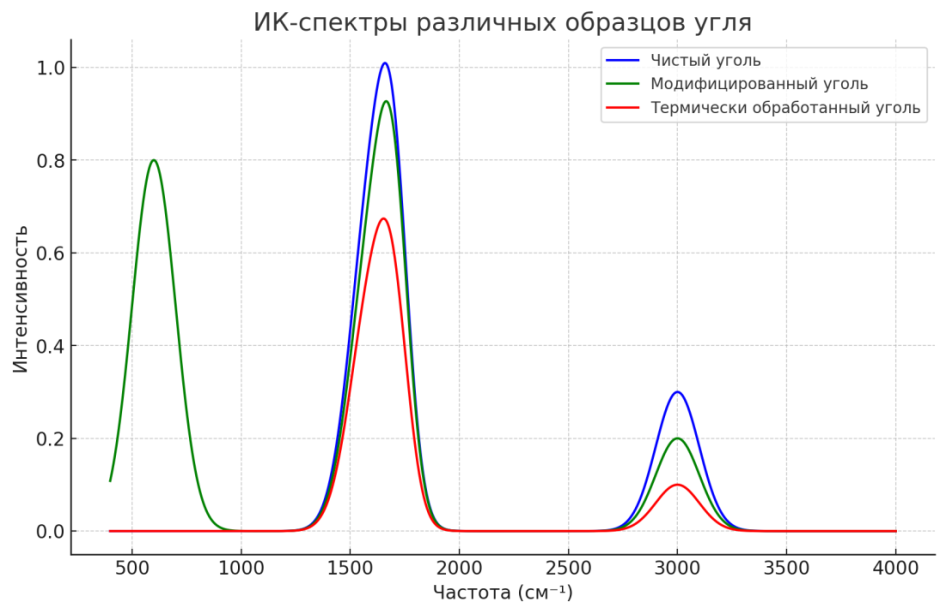 ИК-спектры различных образцов угля
Чистый уголь
Модифицированный уголь
Термически обработанный уголь
Интенсивность
1.0
0.8
0.6
0.4
0.2
0.0
500 1000 1500 2000 2500 3000 3500 4000
Частота (см⁻¹)